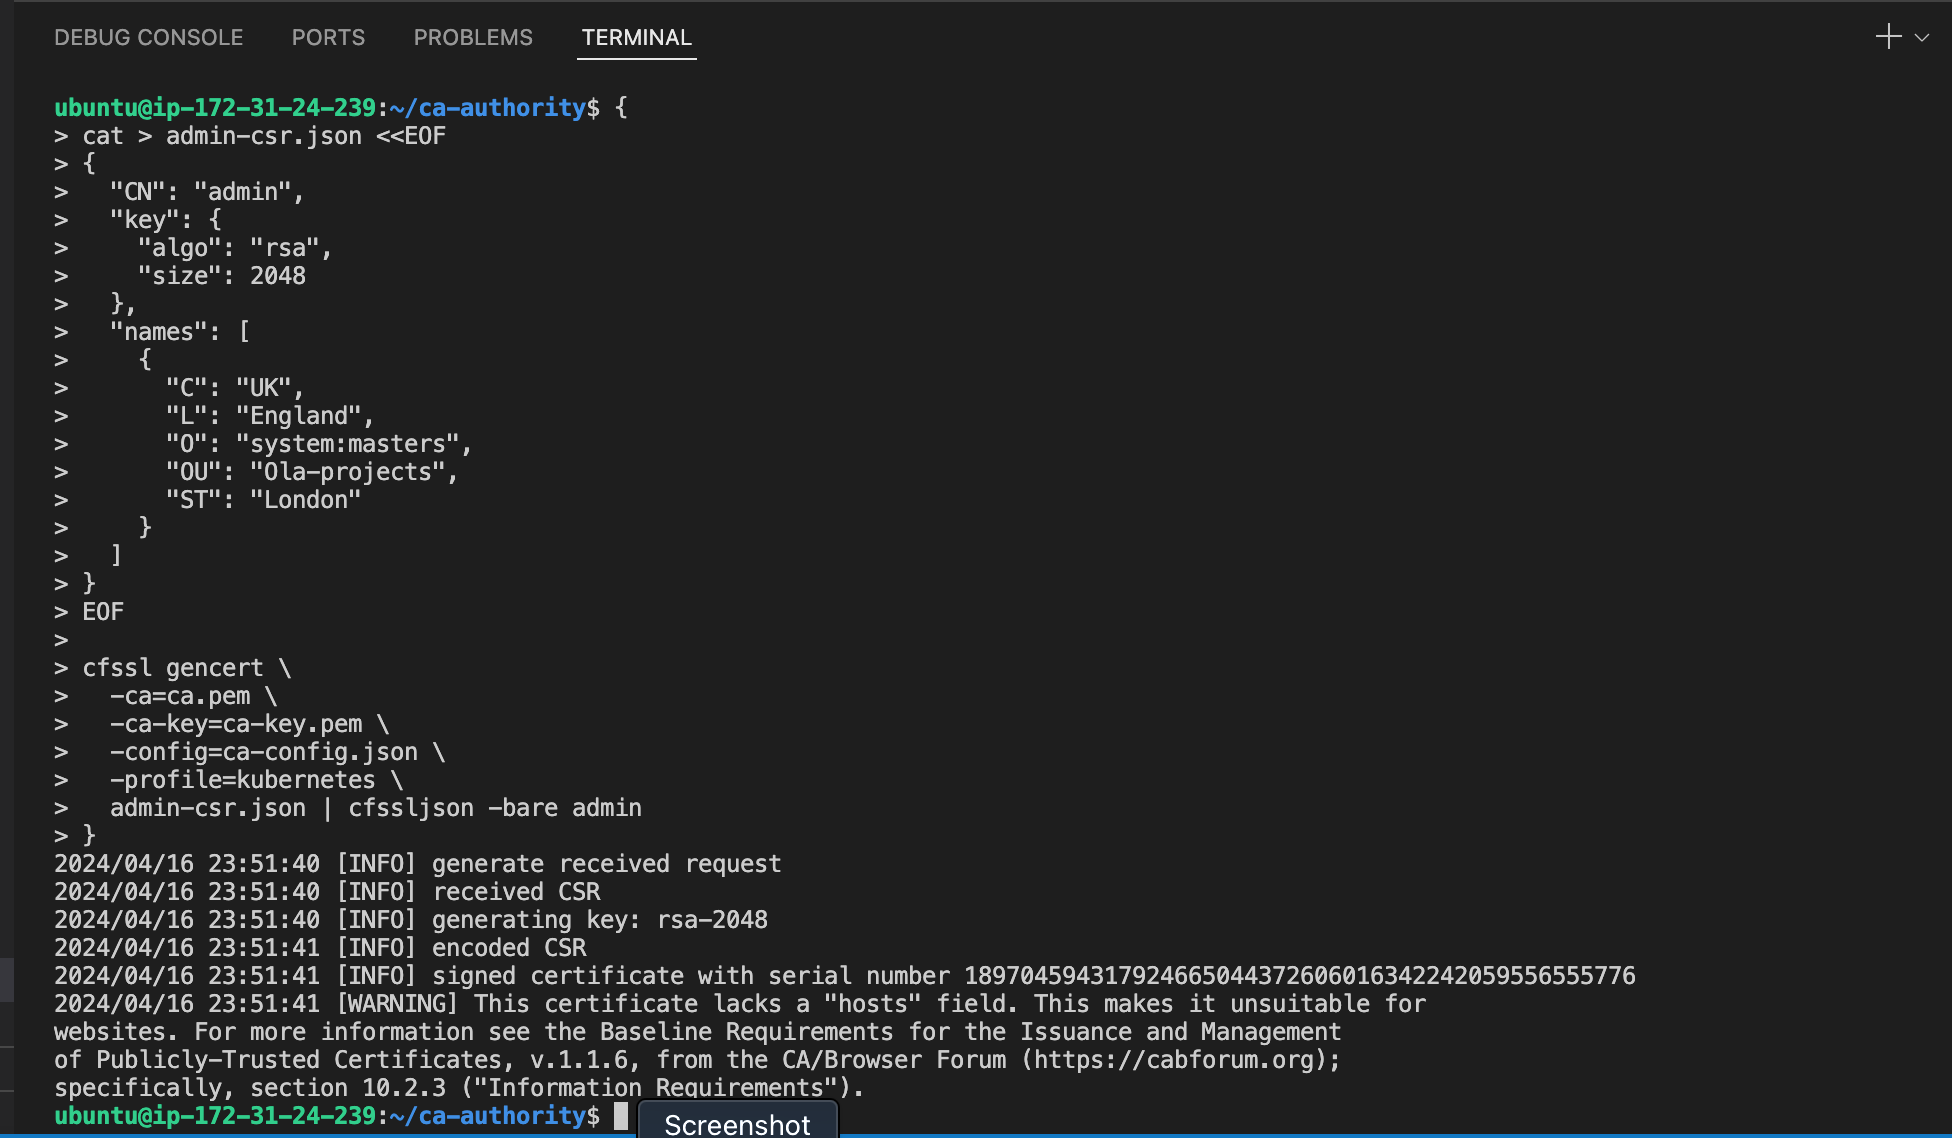 DEBUG CONSOLE PORTS PROBLEMS TERMINAL
ubuntu@ip-172-31-24-239:~/ca-authority$ {
> cat > admin-csr.json <<EOF
> {
>   "CN": "admin",
>   "key": {
>     "algo": "rsa",
>     "size": 2048
>   },
>   "names": [
>     {
>       "C": "UK",
>       "L": "England",
>       "O": "system:masters",
>       "OU": "Ola-projects",
>       "ST": "London"
>     }
>   ]
> }
> EOF
>
> cfssl gencert \
>   -ca=ca.pem \
>   -ca-key=ca-key.pem \
>   -config=ca-config.json \
>   -profile=kubernetes \
>   admin-csr.json | cfssljson -bare admin
> }
2024/04/16 23:51:40 [INFO] generate received request
2024/04/16 23:51:40 [INFO] received CSR
2024/04/16 23:51:40 [INFO] generating key: rsa-2048
2024/04/16 23:51:41 [INFO] encoded CSR
2024/04/16 23:51:41 [INFO] signed certificate with serial number 189704594317924665044372606016342242059556555776
2024/04/16 23:51:41 [WARNING] This certificate lacks a "hosts" field. This makes it unsuitable for
websites. For more information see the Baseline Requirements for the Issuance and Management
of Publicly-Trusted Certificates, v.1.1.6, from the CA/Browser Forum (https://cabforum.org);
specifically, section 10.2.3 ("Information Requirements").
ubuntu@ip-172-31-24-239:~/ca-authority$
Screenshot